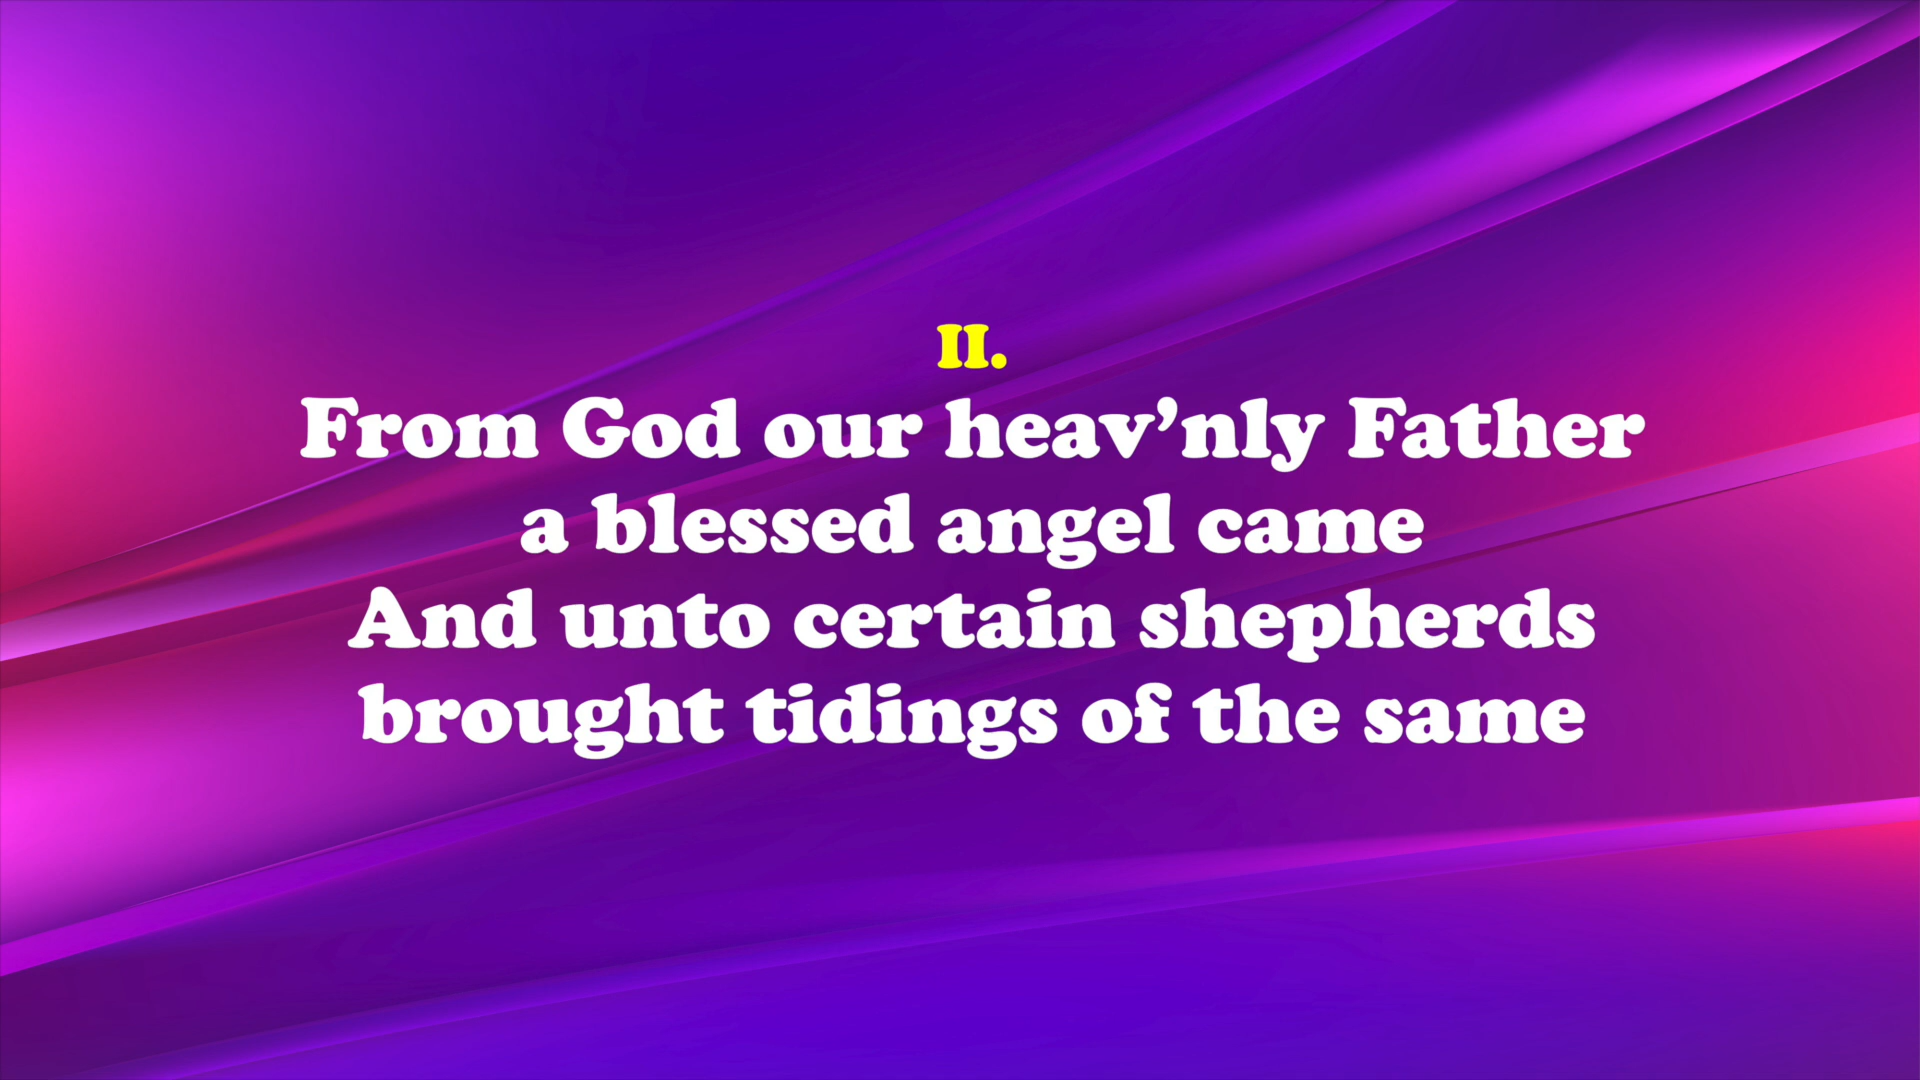 II.
From God our heav’nly Father
a blessed angel came
And unto certain shepherds
brought tidings of the same